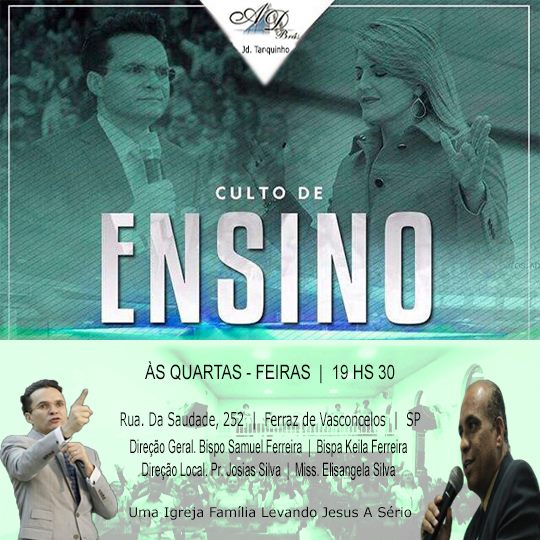 AD
Brás
Jd. Tarquinho
CULTO DE
ENSINO
ÀS QUARTAS - FEIRAS | 19 HS 30
Rua. Da Saudade, 252 | Ferraz de Vasconcelos | SP
Direção Geral. Bispo Samuel Ferreira | Bispa Keila Ferreira
Direção Local. Pr. Josias Silva | Miss. Elisangela Silva
Uma Igreja Família Levando Jesus A Sério